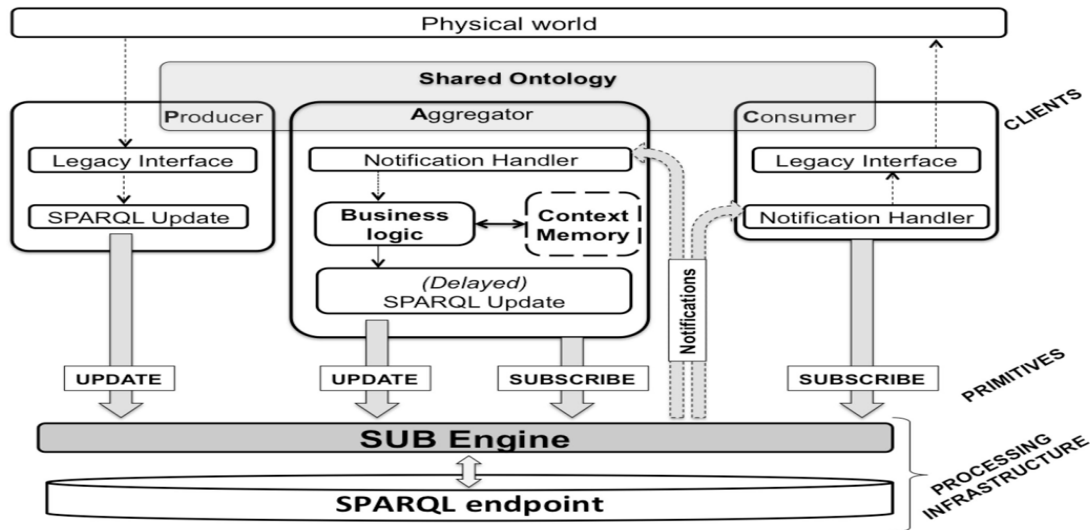 Physical world
Shared Ontology
Producer
Aggregator
Consumer
CLIENTS
Legacy Interface
Notification Handler
Legacy Interface
SPARQL Update
Business
logic
Context
Memory
Notification Handler
(Delayed)
SPARQL Update
Notifications
UPDATE
UPDATE
SUBSCRIBE
SUBSCRIBE
PRIMITIVES
SUB Engine
PROCESSING
INFRASTRUCTURE
SPARQL endpoint